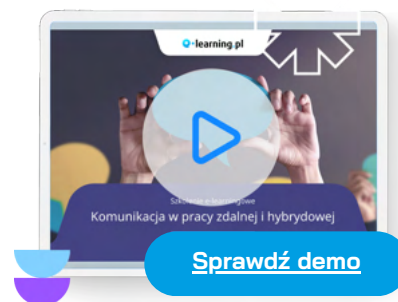 e-learning.pl
Szkolenie e-learningowe
Komunikacja w pracy zdalnej i hybrydowej
Sprawdź demo